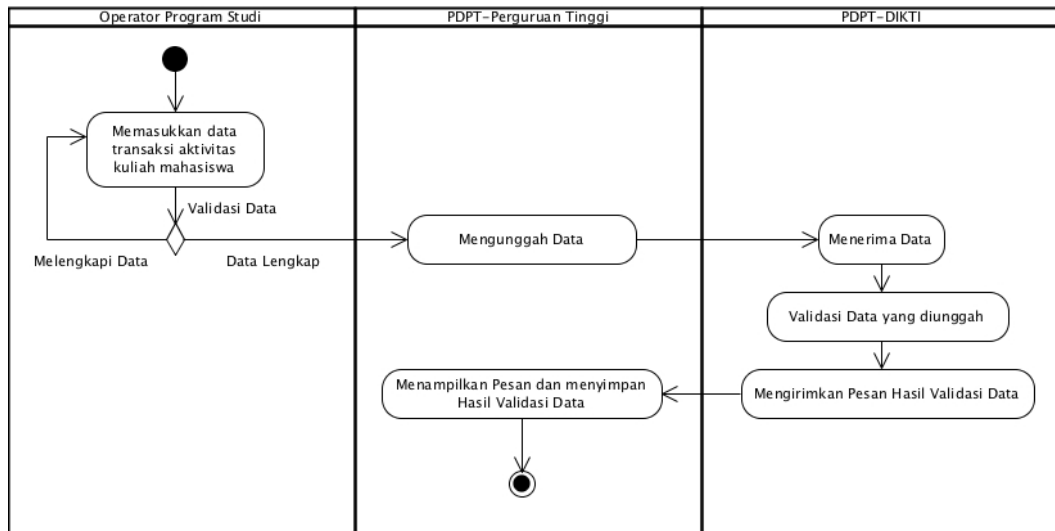 Operator Program Studi
PDPT-Perguruan Tinggi
PDPT-DIKTI
Memasukkan data
transaksi aktivitas
kuliah mahasiswa
Validasi Data
Melengkapi Data
Data Lengkap
Mengunggah Data
Menerima Data
Validasi Data yang diunggah
Menampilkan Pesan dan menyimpan
Hasil Validasi Data
Mengirimkan Pesan Hasil Validasi Data